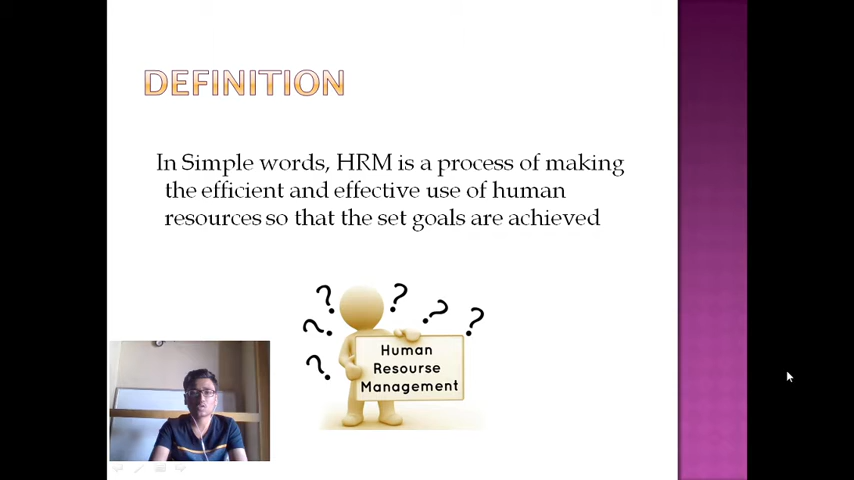 DEFINITION
In Simple words, HRM is a process of making
the efficient and effective use of human
resources so that the set goals are achieved
? ? ? ? ? ?
Human
Resourse
Management